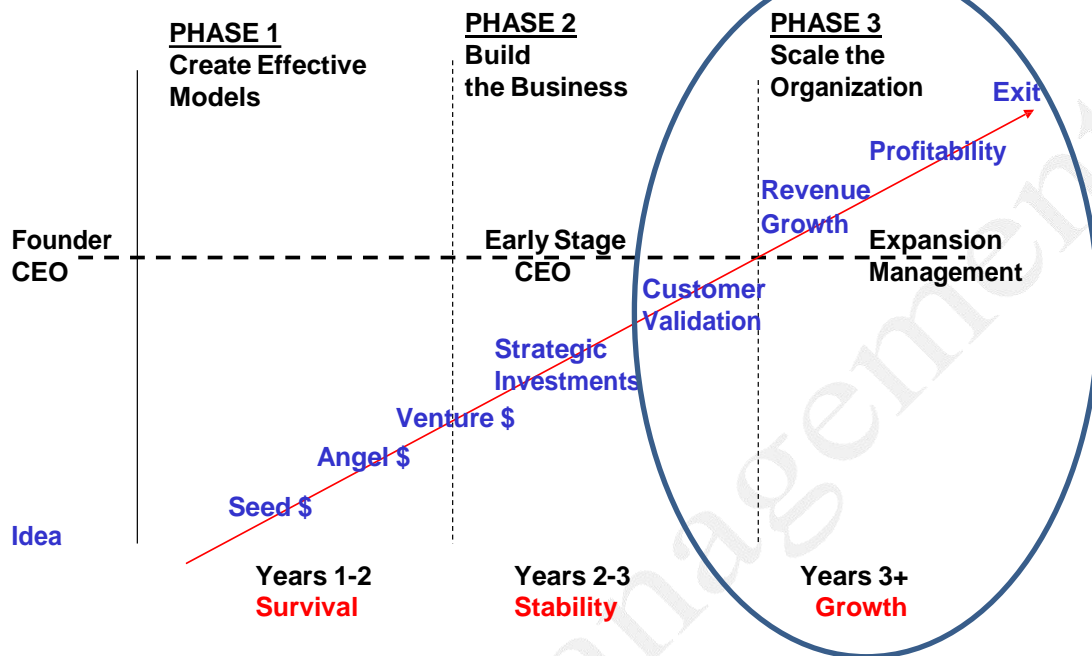 PHASE 1
Create Effective
Models
PHASE 2
Build
the Business
PHASE 3
Scale the
Organization
Exit
Profitability
Revenue
Growth
Founder
CEO
Early Stage
CEO
Expansion
Management
Customer
Validation
Strategic
Investments
Venture $
Angel $
Seed $
Idea
Years 1-2
Survival
Years 2-3
Stability
Years 3+
Growth